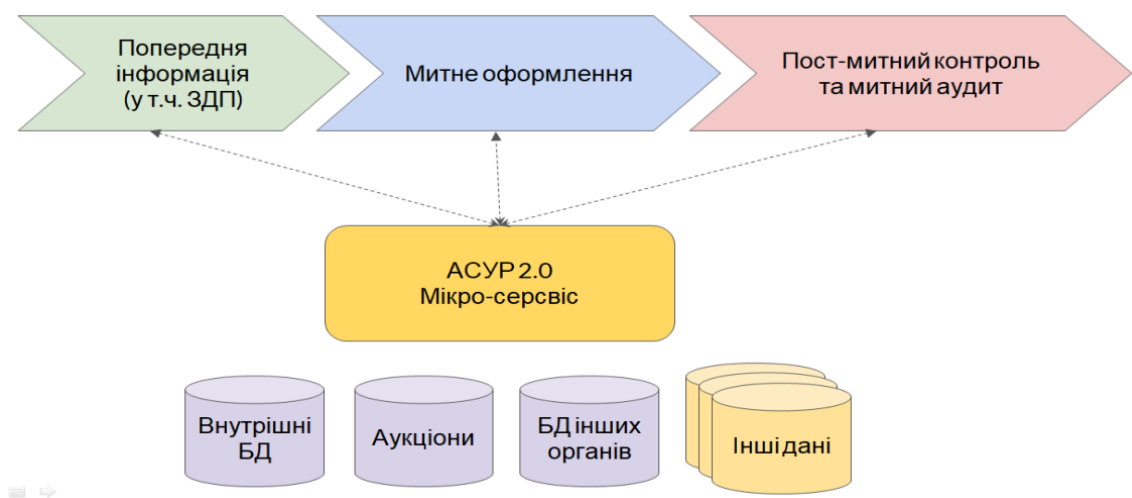 Попередня
інформація
(у т.ч. ЗДП)
Митне оформлення
Пост-митний контроль
та митний аудит
АСУР 2.0
Мікро-серсвіс
Внутрішні
БД
Аукціони
БД інших
органів
Інші дані